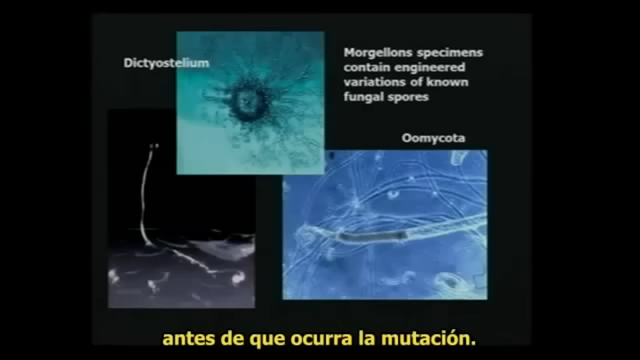 Dictyostelium
Morgellons specimens
contain engineered
variations of known
fungal spores
Oomycota
antes de que ocurra la mutación.